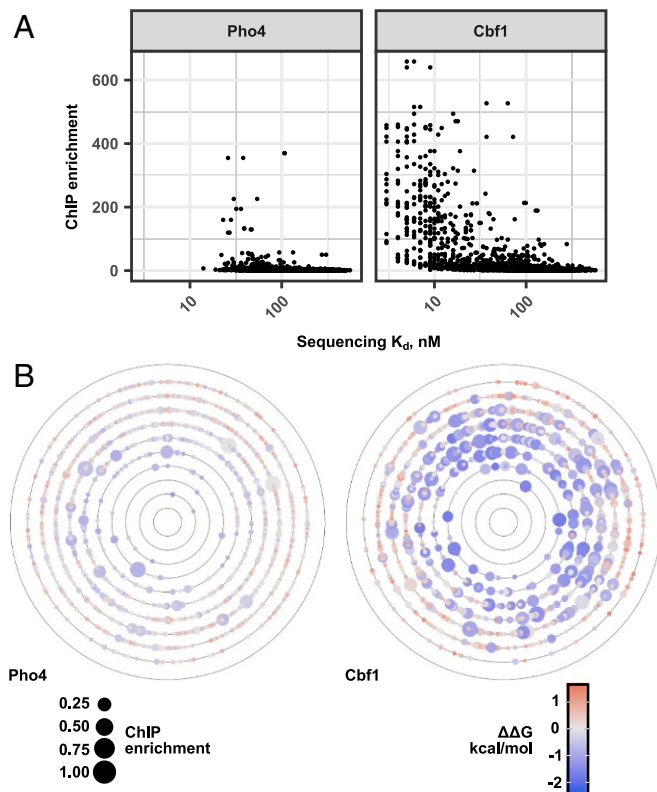 A
Pho4
Cbf1
ChIP enrichment
600
400
200
0
10
100
10
100
Sequencing Kd, nM
B
Pho4
Cbf1
0.25
0.50
0.75
1.00
ChIP
enrichment
ΔΔG
kcal/mol
1
0
-1
-2